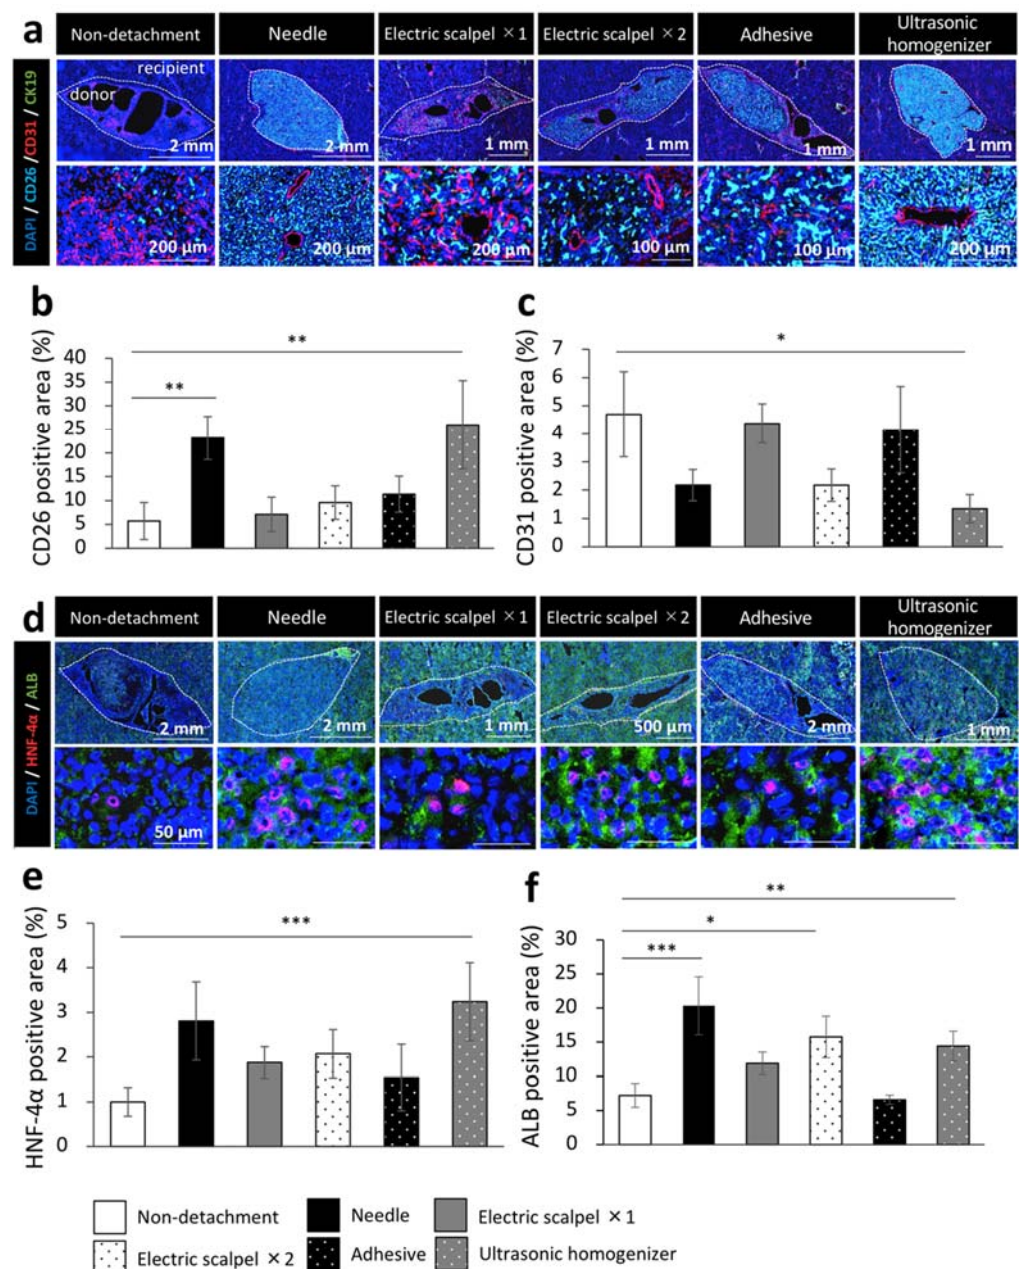 a
Non-detachment Needle Electric scalpel ×1 Electric scalpel ×2 Adhesive Ultrasonic homogenizer
DAPI / CD26 / CD31 / CK19
recipient
donor
2 mm 2 mm 1 mm 1 mm 1 mm 1 mm
200 μm 200 μm 200 μm 100 μm 100 μm 200 μm
b
CD26 positive area (%)
40
35
30
25
20
15
10
5
0
**
**
c
CD31 positive area (%)
7
6
5
4
3
2
1
0
*
d
Non-detachment Needle Electric scalpel ×1 Electric scalpel ×2 Adhesive Ultrasonic homogenizer
DAPI / HNF-4α / ALB
2 mm 2 mm 1 mm 500 μm 2 mm 1 mm
50 μm
e
HNF-4α positive area (%)
5
4
3
2
1
0
***
f
ALB positive area (%)
30
25
20
15
10
5
0
**
*
***
Non-detachment Needle Electric scalpel ×1
Electric scalpel ×2 Adhesive Ultrasonic homogenizer